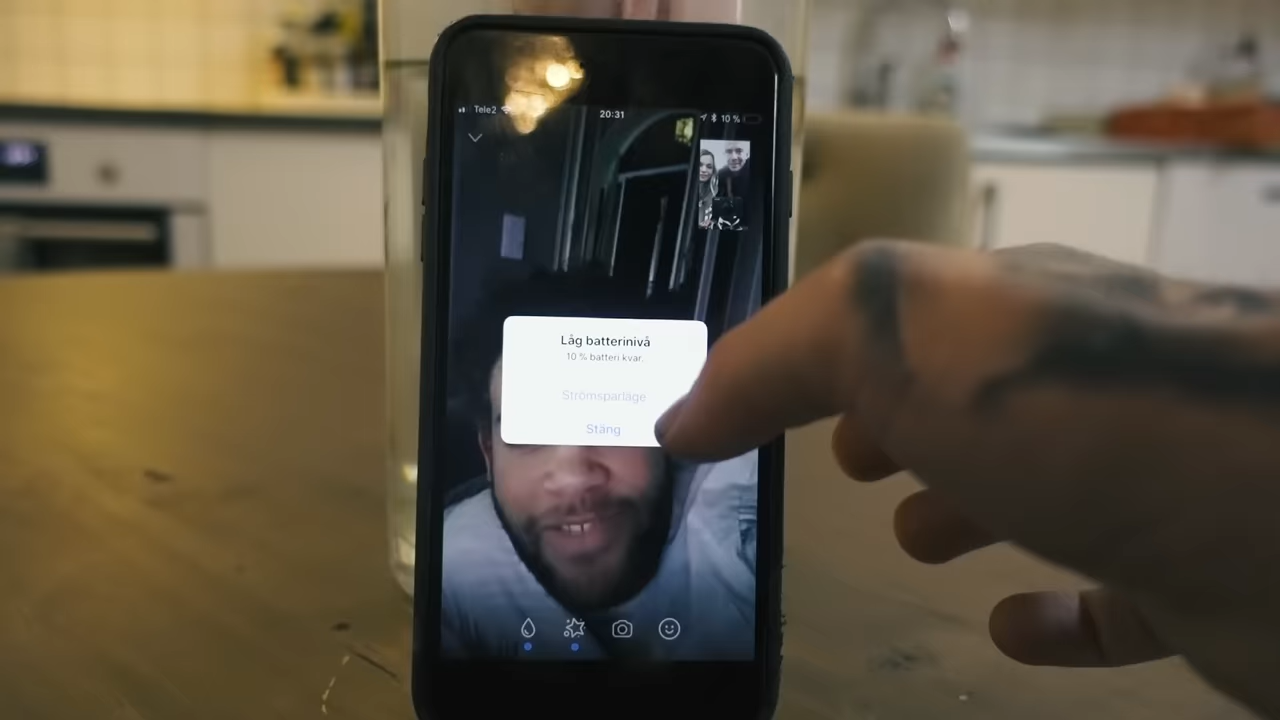 Tele2
20:31
10 %
Låg batterinivå
10 % batteri kvar.
Strömsparläge
Stäng